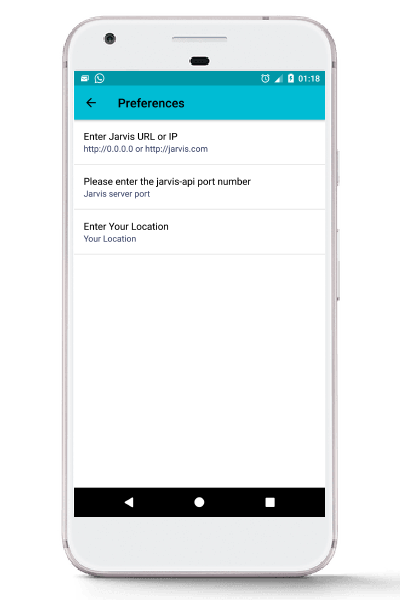 01:18
Preferences
Enter Jarvis URL or IP
http://0.0.0.0 or http://jarvis.com
Please enter the jarvis-api port number
Jarvis server port
Enter Your Location
Your Location